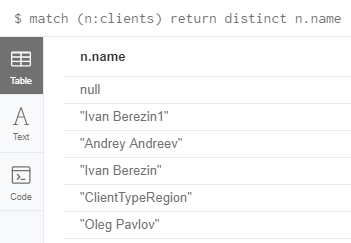 $ match (n:clients) return distinct n.name
n.name
Table
null
"Ivan Berezin1"
A
Text
"Andrey Andreev"
"Ivan Berezin"
Code
"ClientTypeRegion"
"Oleg Pavlov"